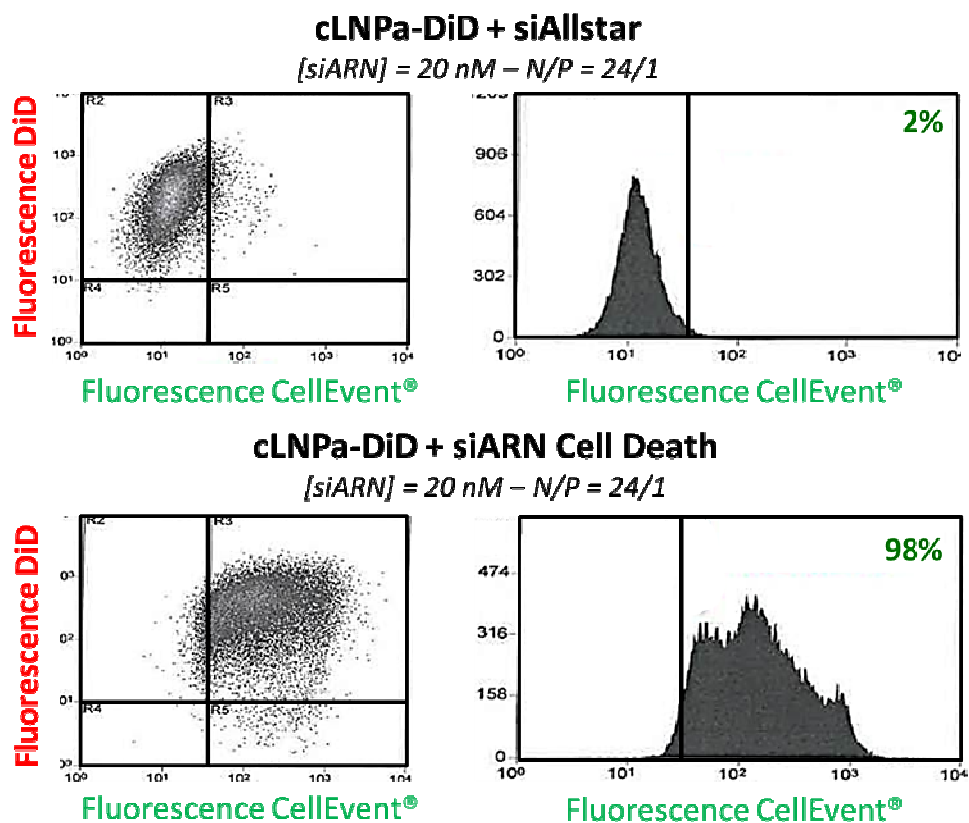 cLNPa-DiD + siAllstar
[siARN] = 20 nM – N/P = 24/1
Fluorescence DiD
R2 R3
10³
10²
10¹
R4 R5
10⁰
10⁰ 10¹ 10² 10³ 10⁴
Fluorescence CellEvent®
2%
906
604
302
0
10⁰ 10¹ 10² 10³
Fluorescence CellEvent®
cLNPa-DiD + siARN Cell Death
[siARN] = 20 nM – N/P = 24/1
Fluorescence DiD
R2 R3
0³
0²
0¹
R4 R5
10⁰ 10¹ 10² 10³ 10⁴
Fluorescence CellEvent®
98%
474
316
158
0
10⁰ 10¹ 10² 10³ 10⁴
Fluorescence CellEvent®